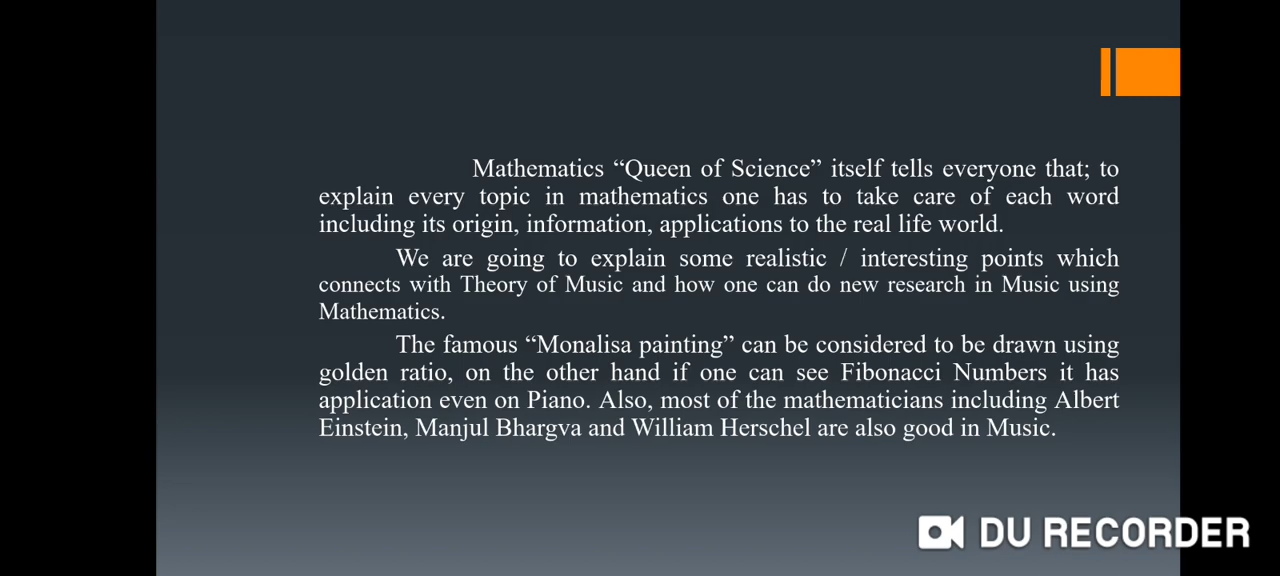 Mathematics “Queen of Science” itself tells everyone that; to
explain every topic in mathematics one has to take care of each word
including its origin, information, applications to the real life world.
We are going to explain some realistic / interesting points which
connects with Theory of Music and how one can do new research in Music using
Mathematics.
The famous “Monalisa painting” can be considered to be drawn using
golden ratio, on the other hand if one can see Fibonacci Numbers it has
application even on Piano. Also, most of the mathematicians including Albert
Einstein, Manjul Bhargva and William Herschel are also good in Music.
DU RECORDER